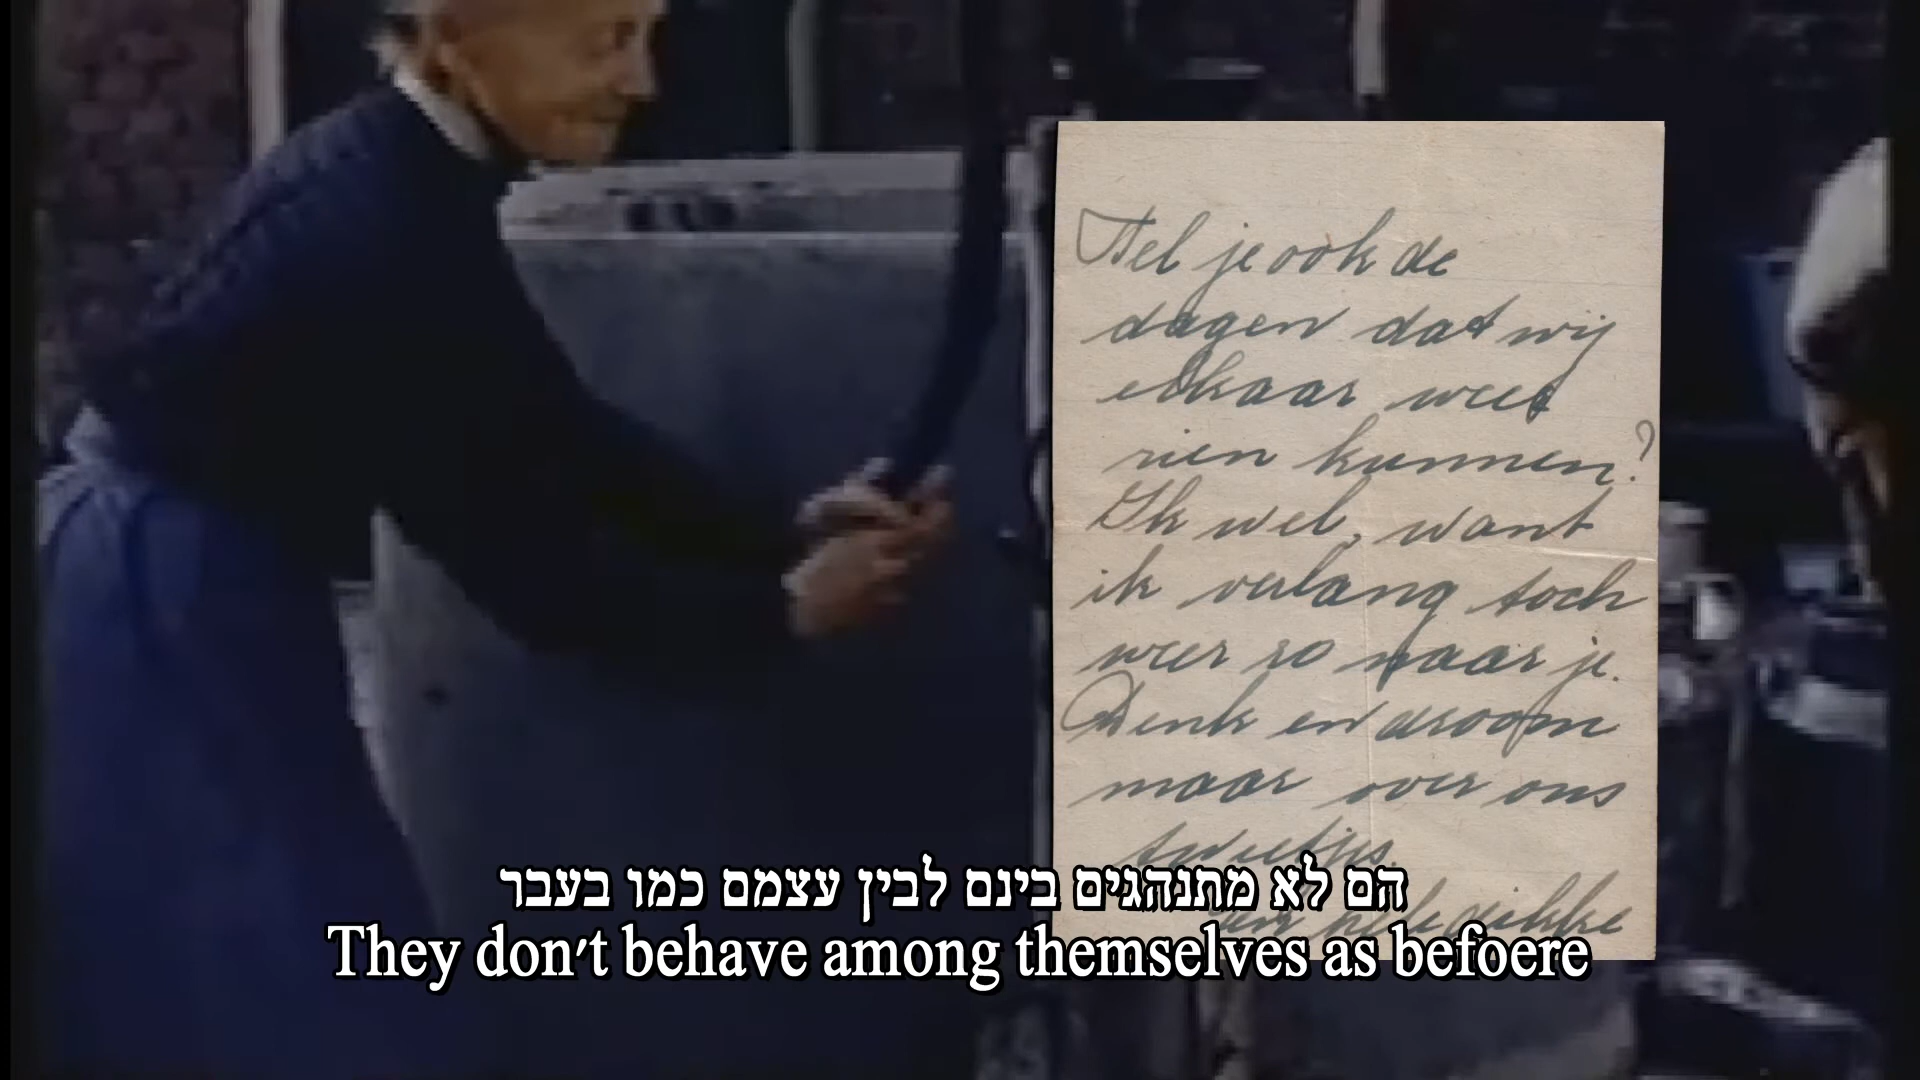 Tel je ook de
dagen dat wij
elkaar weer
zien kunnen?
Ik wel, want
ik verlang toch
weer zo naar je.
Denk en droom
maar over ons
tweetjes.
הם לא מתנהגים בינם לבין עצמם כמו בעבר
They don't behave among themselves as befoere